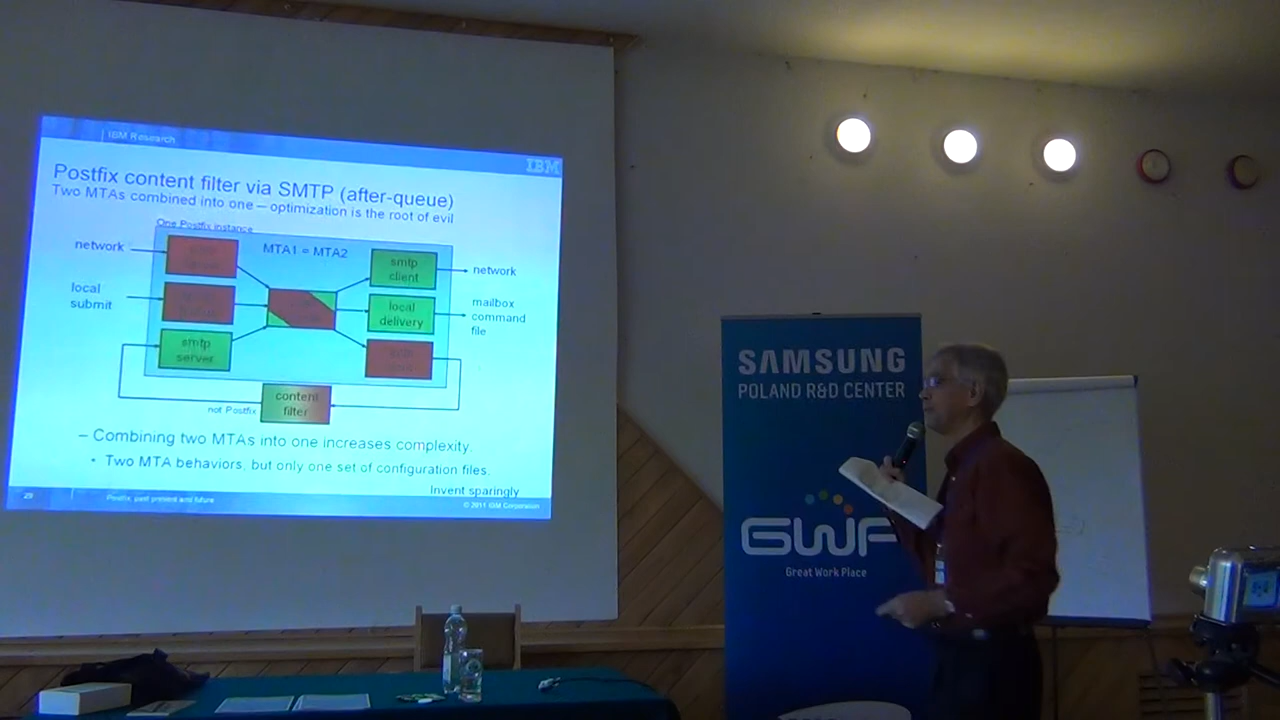 IBM Research
IBM
Postfix content filter via SMTP (after-queue)
Two MTAs combined into one – optimization is the root of evil
One Postfix instance
MTA1 = MTA2
network
local
submit
smtp
server
smtp
client
local
delivery
network
mailbox
command
file
content
filter
not Postfix
– Combining two MTAs into one increases complexity.
• Two MTA behaviors, but only one set of configuration files.
Invent sparingly
29
Postfix, past present and future
© 2011 IBM Corporation
SAMSUNG
POLAND R&D CENTER
GWP
Great Work Place